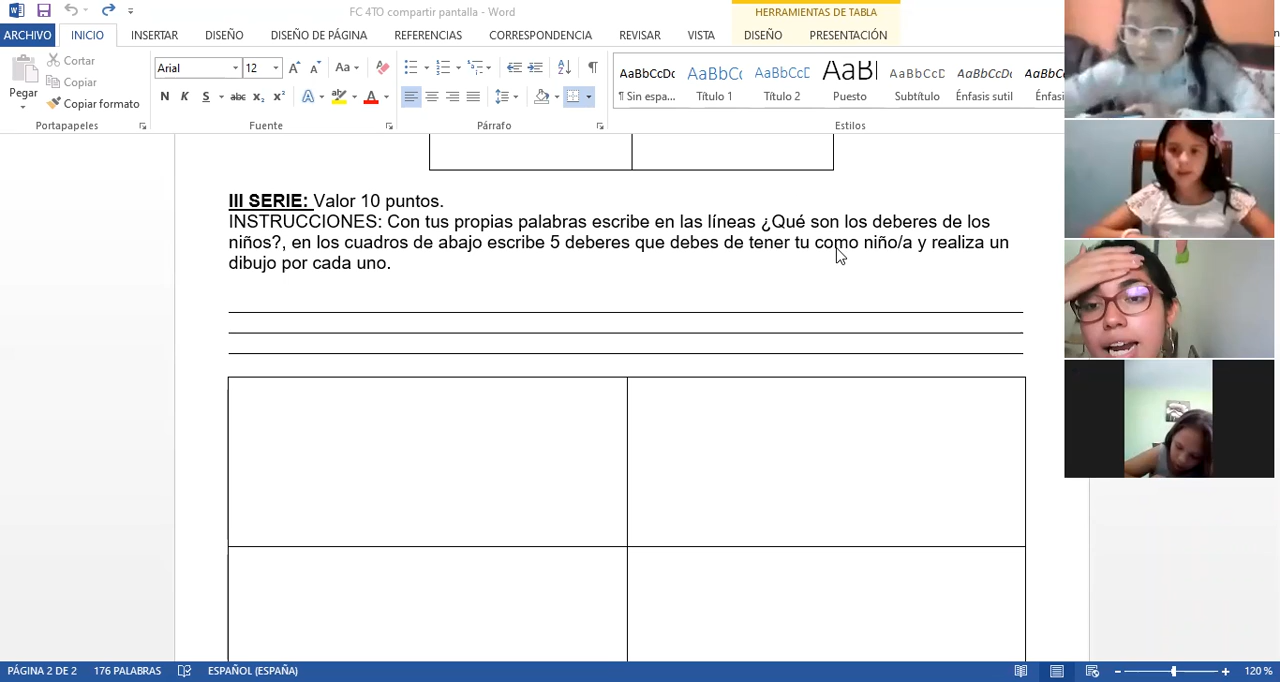 FC 4TO compartir pantalla - Word
HERRAMIENTAS DE TABLA
ARCHIVO INICIO INSERTAR DISEÑO DISEÑO DE PÁGINA REFERENCIAS CORRESPONDENCIA REVISAR VISTA DISEÑO PRESENTACIÓN
Pegar
Cortar
Copiar
Copiar formato
Portapapeles
Arial 12
Aa
N K S abc x₂ x² A ab A
Fuente
Párrafo
AaBbCcDc AaBbCc AaBbCcD AaBl AaBbCcD AaBbCcDc AaBbCc
¶ Sin espa... Título 1 Título 2 Puesto Subtítulo Énfasis sutil Énfasi
Estilos
III SERIE: Valor 10 puntos.
INSTRUCCIONES: Con tus propias palabras escribe en las líneas ¿Qué son los deberes de los
niños?, en los cuadros de abajo escribe 5 deberes que debes de tener tu como niño/a y realiza un
dibujo por cada uno.
PÁGINA 2 DE 2 176 PALABRAS ESPAÑOL (ESPAÑA) 120 %